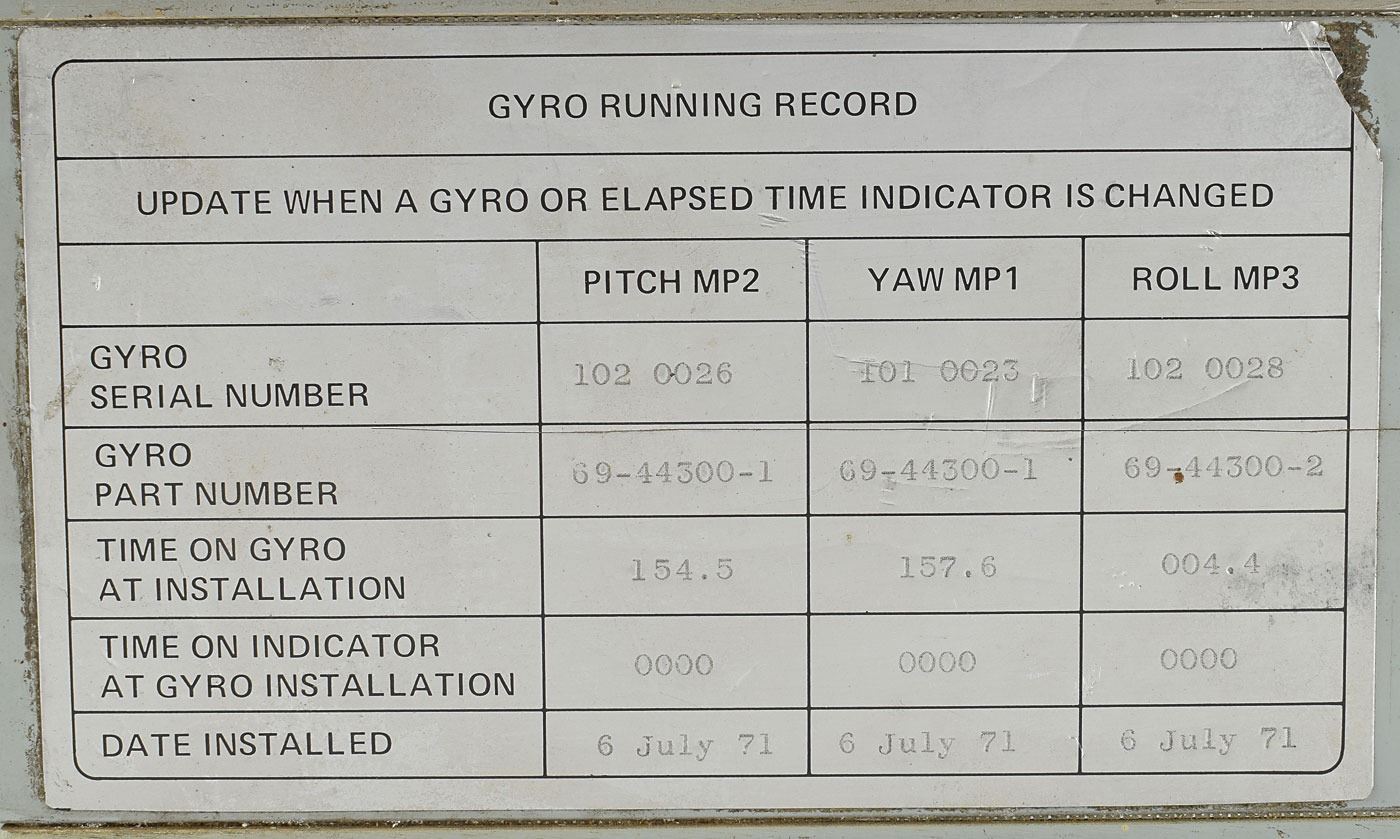 GYRO RUNNING RECORD
UPDATE WHEN A GYRO OR ELAPSED TIME INDICATOR IS CHANGED
PITCH MP2 YAW MP1 ROLL MP3
GYRO
SERIAL NUMBER 102 0026 101 0023 102 0028
GYRO
PART NUMBER 69-44300-1 69-44300-1 69-44300-2
TIME ON GYRO
AT INSTALLATION 154.5 157.6 004.4
TIME ON INDICATOR
AT GYRO INSTALLATION 0000 0000 0000
DATE INSTALLED 6 July 71 6 July 71 6 July 71